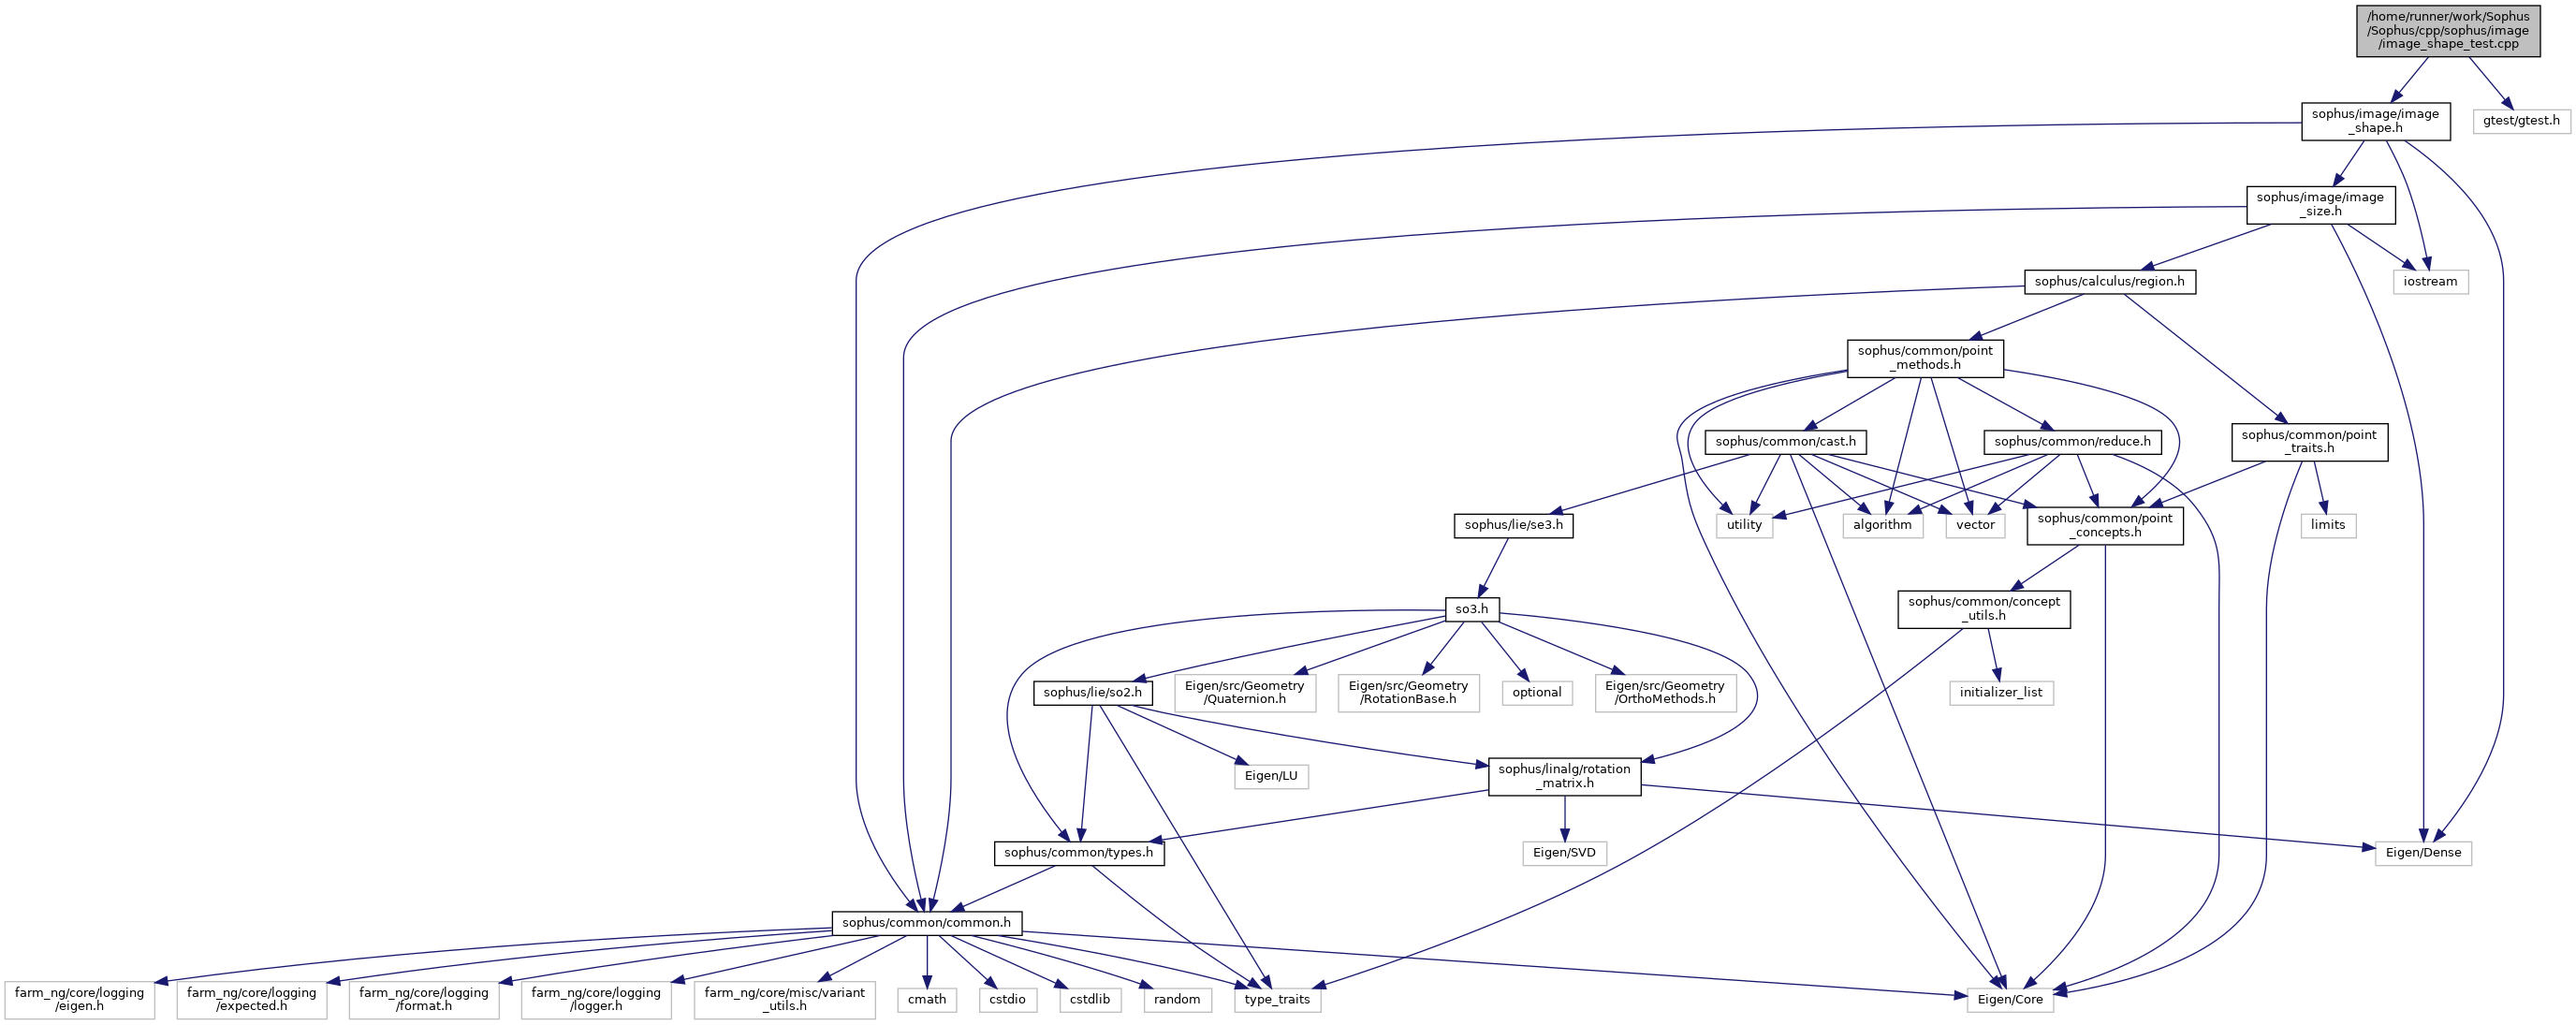 /home/runner/work/Sophus
/Sophus/cpp/sophus/image
/image_shape_test.cpp
sophus/image/image
_shape.h
gtest/gtest.h
sophus/image/image
_size.h
sophus/calculus/region.h
iostream
sophus/common/point
_methods.h
sophus/common/cast.h
sophus/common/reduce.h
sophus/common/point
_traits.h
sophus/lie/se3.h
utility
algorithm
vector
sophus/common/point
_concepts.h
limits
so3.h
sophus/common/concept
_utils.h
sophus/lie/so2.h
Eigen/src/Geometry
/Quaternion.h
Eigen/src/Geometry
/RotationBase.h
optional
Eigen/src/Geometry
/OrthoMethods.h
initializer_list
Eigen/LU
sophus/linalg/rotation
_matrix.h
sophus/common/types.h
Eigen/SVD
Eigen/Dense
sophus/common/common.h
farm_ng/core/logging
/eigen.h
farm_ng/core/logging
/expected.h
farm_ng/core/logging
/format.h
farm_ng/core/logging
/logger.h
farm_ng/core/misc/variant
_utils.h
cmath
cstdio
cstdlib
random
type_traits
Eigen/Core